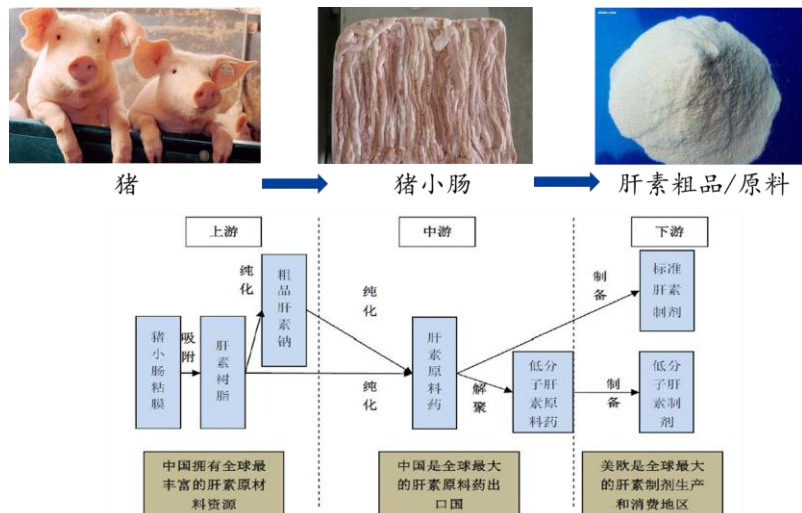 猪
猪小肠
肝素粗品/原料
上游
中游
下游
猪小肠粘膜
吸附
肝素树脂
纯化
粗品肝素钠
纯化
纯化
肝素原料药
解聚
低分
子肝
素原
料药
制备
标准
肝素
制剂
制备
低分
子肝
素制
剂
中国拥有全球最
丰富的肝素原材
料资源
中国是全球最大
的肝素原料药出
口国
美欧是全球最大
的肝素制剂生产
和消费地区